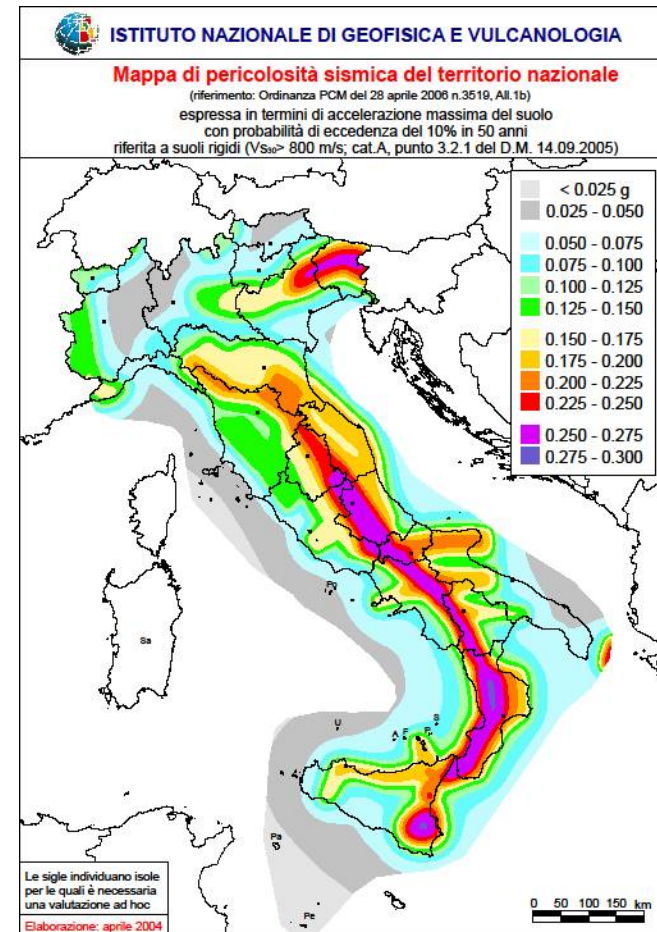 ISTITUTO NAZIONALE DI GEOFISICA E VULCANOLOGIA
Mappa di pericolosità sismica del territorio nazionale
(riferimento: Ordinanza PCM del 28 aprile 2006 n.3519, All.1b)
espressa in termini di accelerazione massima del suolo
con probabilità di eccedenza del 10% in 50 anni
riferita a suoli rigidi (Vs30> 800 m/s; cat.A, punto 3.2.1 del D.M. 14.09.2005)
< 0.025 g
0.025 - 0.050
0.050 - 0.075
0.075 - 0.100
0.100 - 0.125
0.125 - 0.150
0.150 - 0.175
0.175 - 0.200
0.200 - 0.225
0.225 - 0.250
0.250 - 0.275
0.275 - 0.300
Sa
U
A
F
S
Pa
Pe
Le sigle individuano isole
per le quali è necessaria
una valutazione ad hoc
Elaborazione: aprile 2004
0 50 100 150 km